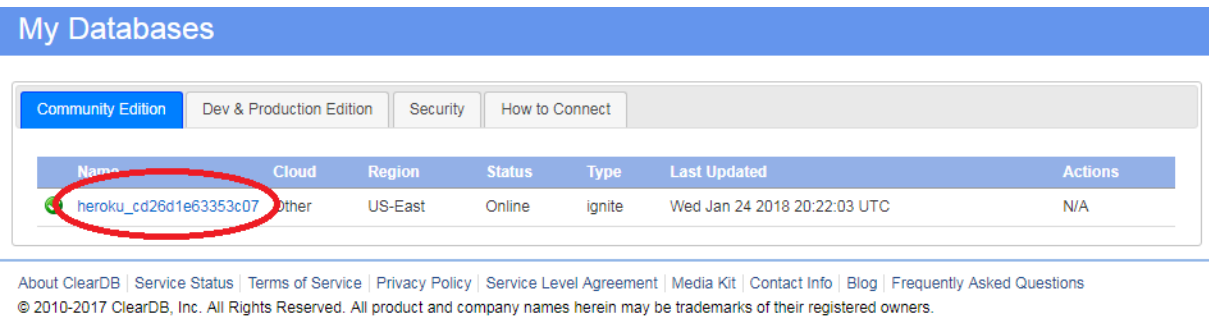 My Databases
Community Edition Dev & Production Edition Security How to Connect
Name Cloud Region Status Type Last Updated Actions
heroku_cd26d1e63353c07 Other US-East Online ignite Wed Jan 24 2018 20:22:03 UTC N/A
About ClearDB | Service Status | Terms of Service | Privacy Policy | Service Level Agreement | Media Kit | Contact Info | Blog | Frequently Asked Questions
© 2010-2017 ClearDB, Inc. All Rights Reserved. All product and company names herein may be trademarks of their registered owners.